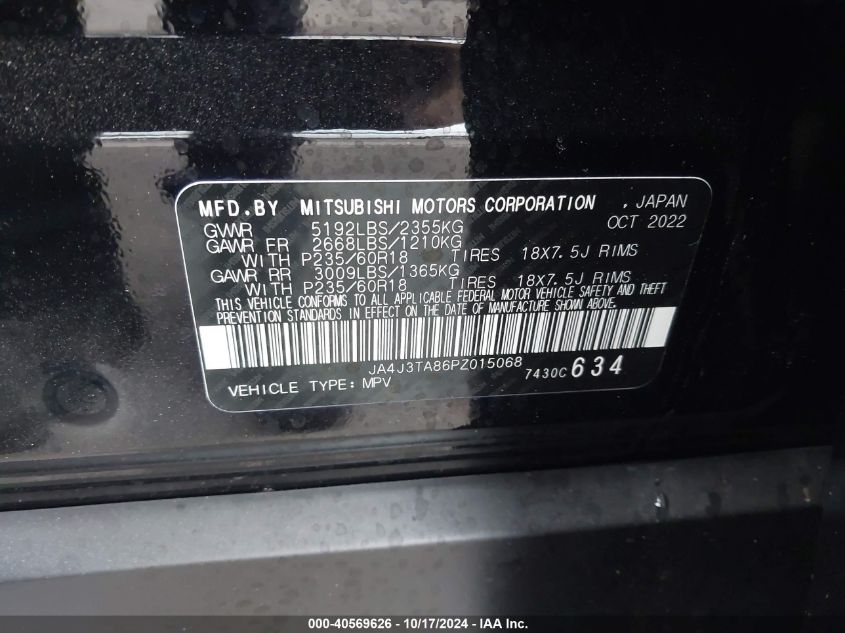 MFD.BY MITSUBISHI MOTORS CORPORATION , JAPAN
GVWR 5192LBS/2355KG OCT 2022
GAWR FR 2668LBS/1210KG
WITH P235/60R18 TIRES 18X7.5J RIMS
GAWR RR 3009LBS/1365KG
WITH P235/60R18 TIRES 18X7.5J RIMS
THIS VEHICLE CONFORMS TO ALL APPLICABLE FEDERAL MOTOR VEHICLE SAFETY AND THEFT
PREVENTION STANDARDS IN EFFECT ON THE DATE OF MANUFACTURE SHOWN ABOVE.
JA4J3TA86PZ015068
7430C 634
VEHICLE TYPE: MPV
000-40569626 - 10/17/2024 - IAA Inc.